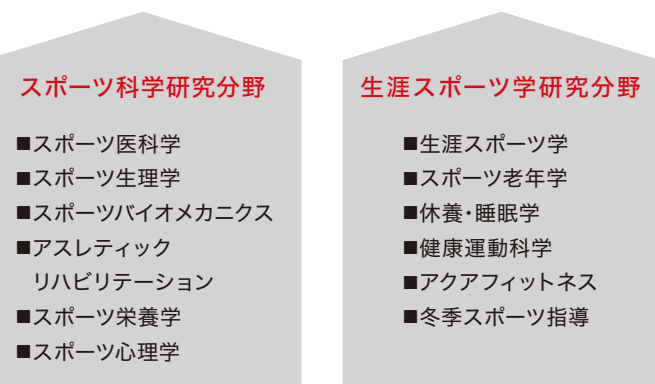 スポーツ科学研究分野
■スポーツ医科学
■スポーツ生理学
■スポーツバイオメカニクス
■アスレティック
リハビリテーション
■スポーツ栄養学
■スポーツ心理学
生涯スポーツ学研究分野
■生涯スポーツ学
■スポーツ老年学
■休養・睡眠学
■健康運動科学
■アクアフィットネス
■冬季スポーツ指導